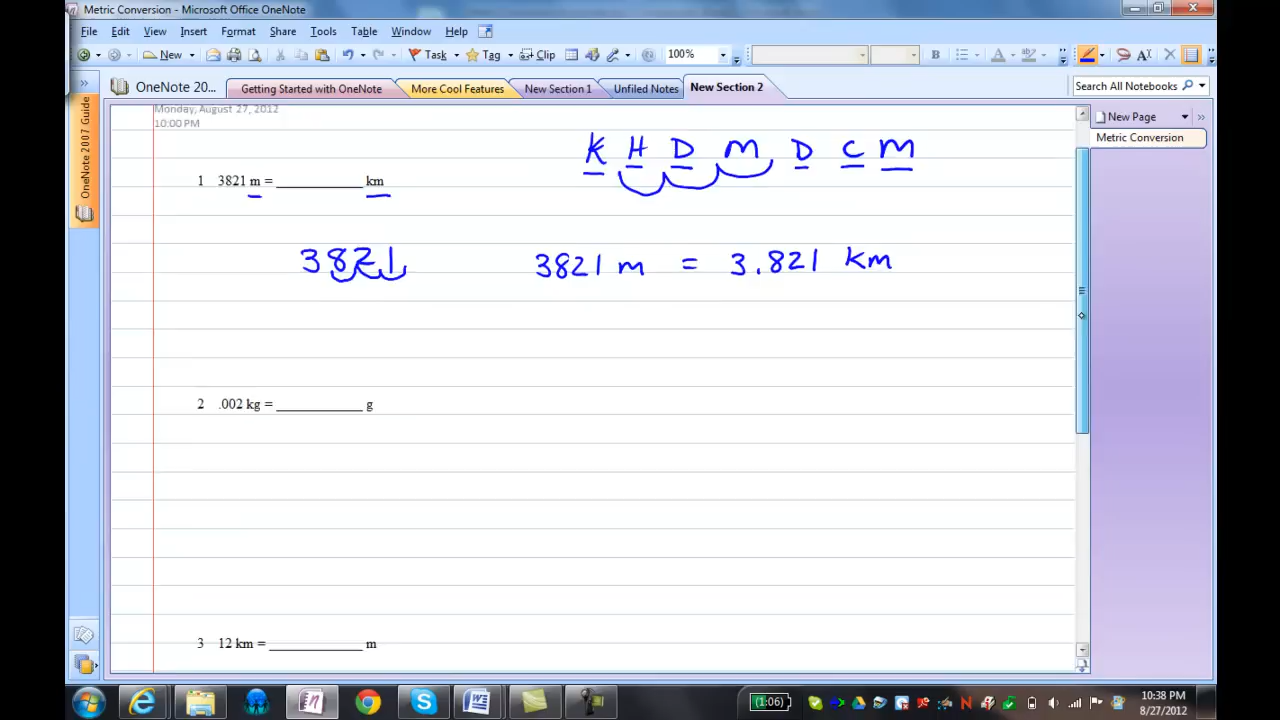 Metric Conversion - Microsoft Office OneNote
File Edit View Insert Format Share Tools Table Window Help
New Task Tag Clip 100% B A
OneNote 20... Getting Started with OneNote More Cool Features New Section 1 Unfiled Notes New Section 2 Search All Notebooks
OneNote 2007 Guide
New Page
Metric Conversion
Monday, August 27, 2012
10:00 PM
K H D m D C m
1 3821 m = __________ km
3821 3821 m = 3.821 km
2 .002 kg = __________ g
3 12 km = __________ m
(1:06) 10:38 PM
8/27/2012